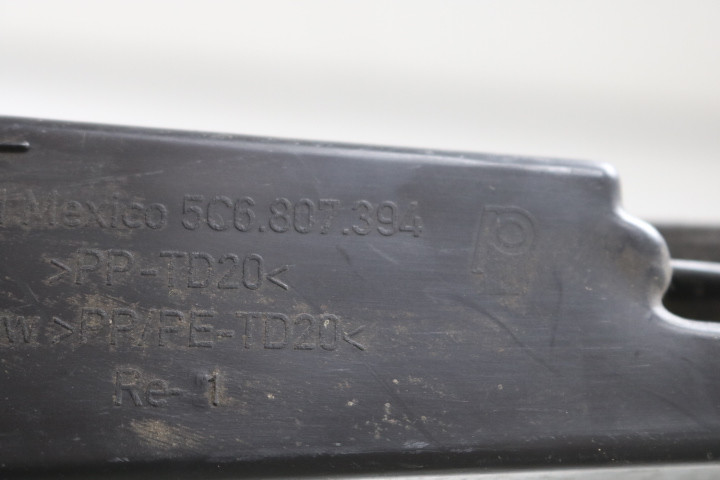 Mexico 5C6.807.394
>PP-TD20<
>PP/PE-TD20<
Re- 1